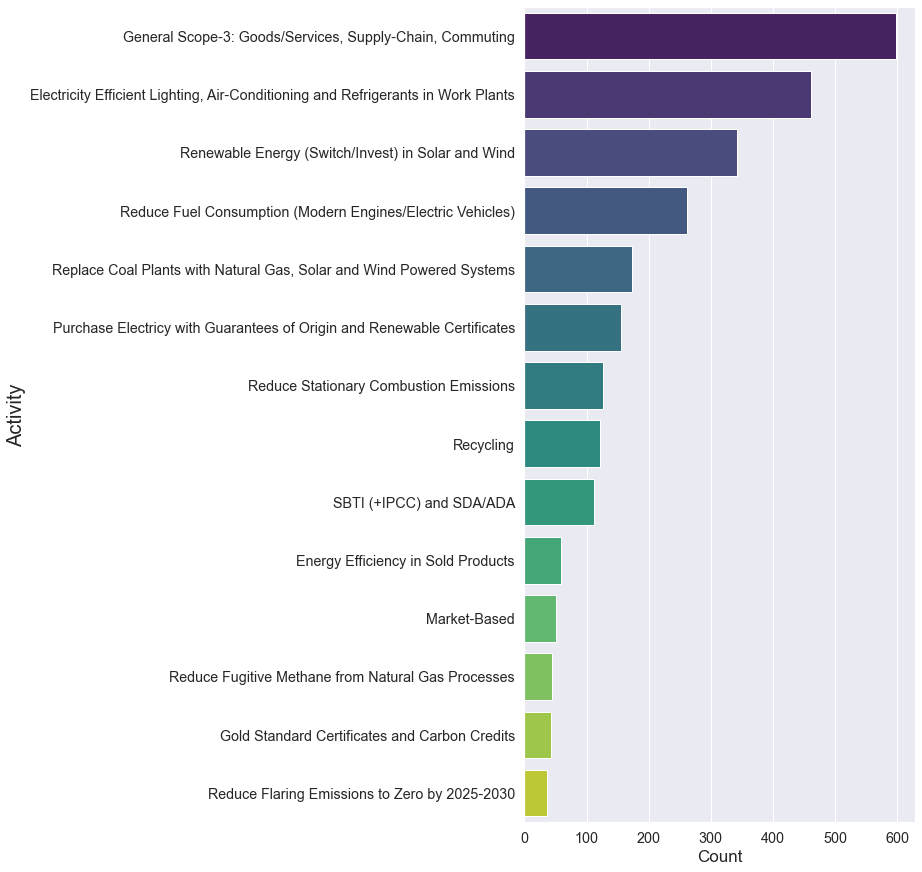 General Scope-3: Goods/Services, Supply-Chain, Commuting
Electricity Efficient Lighting, Air-Conditioning and Refrigerants in Work Plants
Renewable Energy (Switch/Invest) in Solar and Wind
Reduce Fuel Consumption (Modern Engines/Electric Vehicles)
Replace Coal Plants with Natural Gas, Solar and Wind Powered Systems
Purchase Electricy with Guarantees of Origin and Renewable Certificates
Reduce Stationary Combustion Emissions
Recycling
SBTI (+IPCC) and SDA/ADA
Energy Efficiency in Sold Products
Market-Based
Reduce Fugitive Methane from Natural Gas Processes
Gold Standard Certificates and Carbon Credits
Reduce Flaring Emissions to Zero by 2025-2030
Activity
0 100 200 300 400 500 600
Count